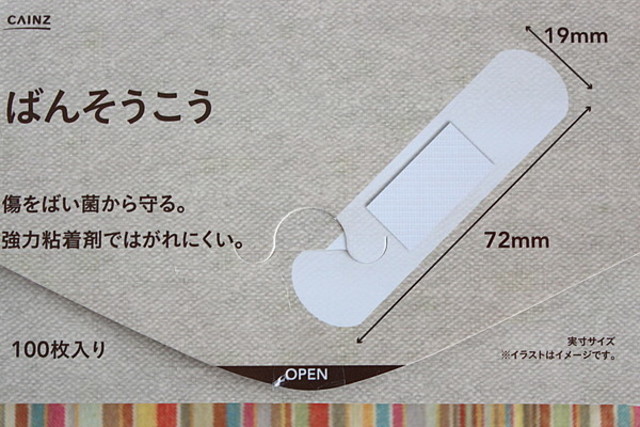 CAINZ
19mm
ばんそうこう
傷をばい菌から守る。
強力粘着剤ではがれにくい。
72mm
100枚入り
実寸サイズ
※イラストはイメージです。
OPEN